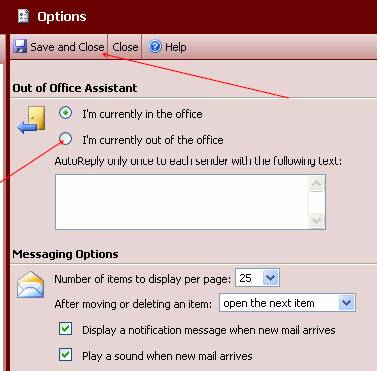 Options
Save and Close Close Help
Out of Office Assistant
I'm currently in the office
I'm currently out of the office
AutoReply only once to each sender with the following text:
Messaging Options
Number of items to display per page: 25
After moving or deleting an item: open the next item
Display a notification message when new mail arrives
Play a sound when new mail arrives